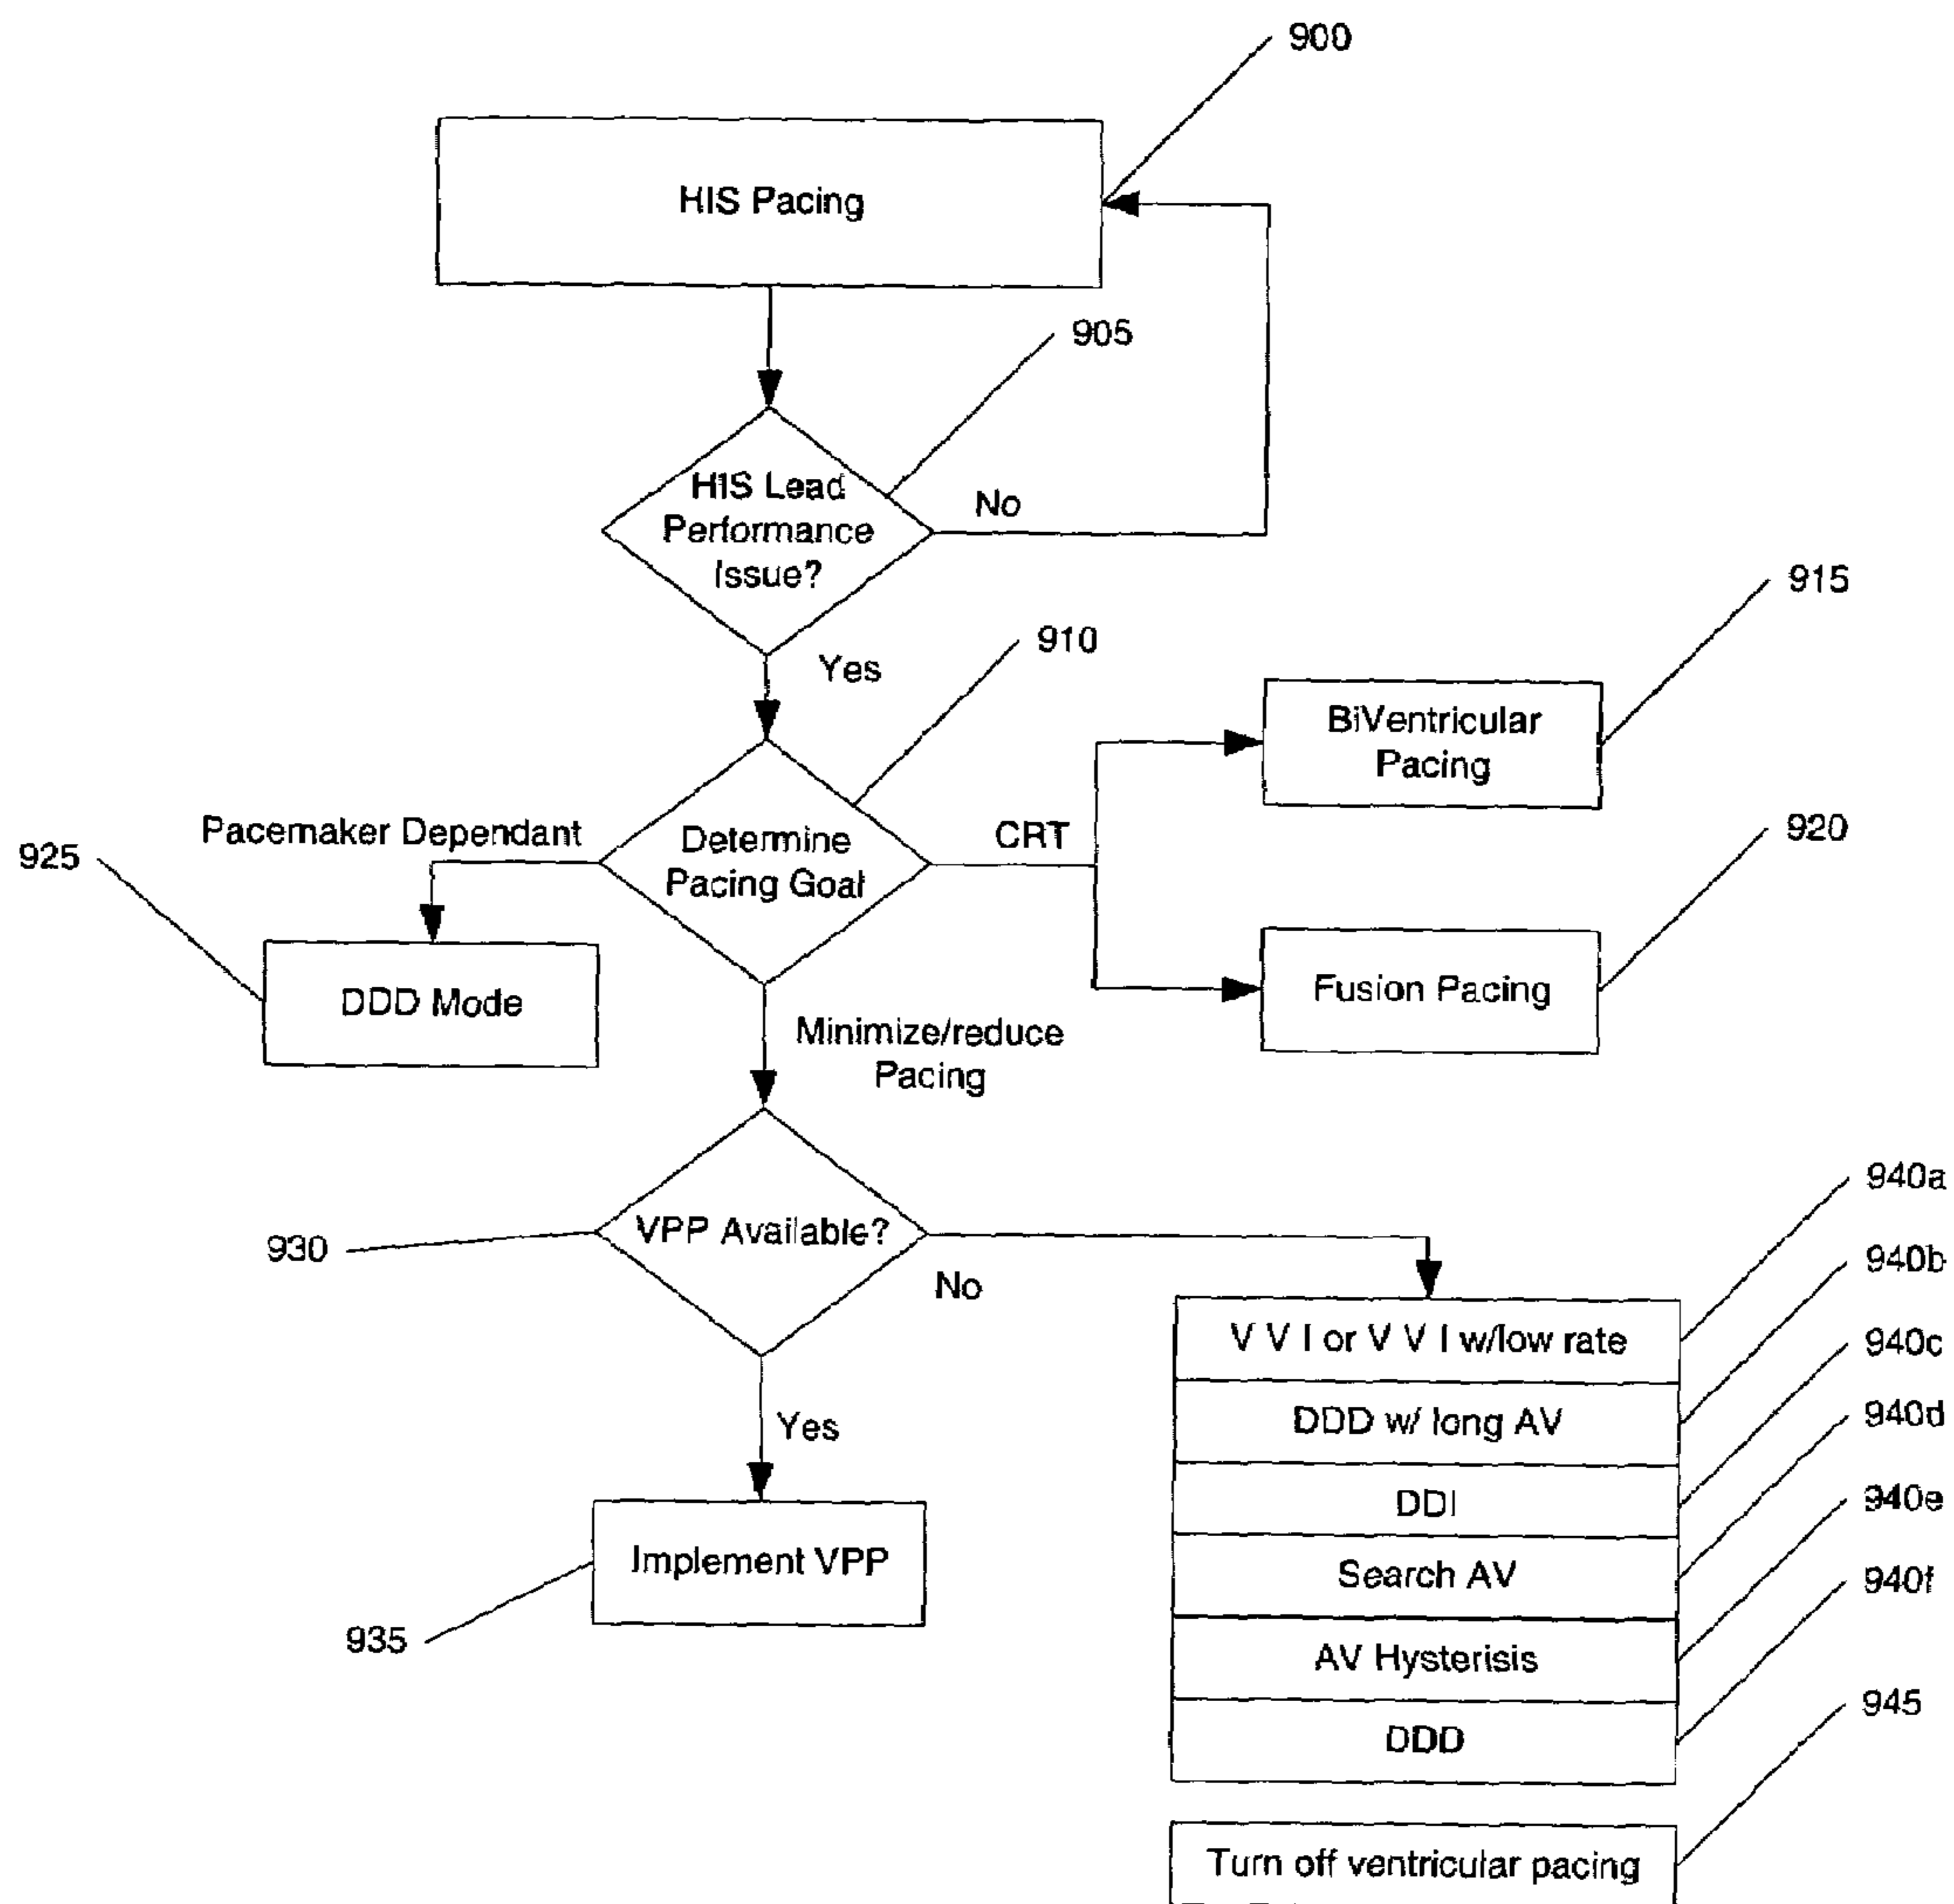 900
HIS Pacing
905
HIS Lead
Performance
Issue?
No
Yes
910
915
BiVentricular
Pacing
Pacemaker Dependant
925
Determine
Pacing Goal
CRT
920
DDD Mode
Fusion Pacing
Minimize/reduce
Pacing
930
VPP Available?
No
940a
940b
V V I or V V I w/low rate
940c
DDD w/ long AV
940d
DDI
940e
Search AV
940f
AV Hysterisis
DDD
Yes
Implement VPP
935
945
Turn off ventricular pacing